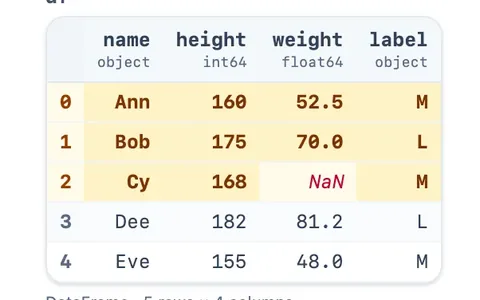 name height weight label
object int64 float64 object
0 Ann 160 52.5 M
1 Bob 175 70.0 L
2 Cy 168 NaN M
3 Dee 182 81.2 L
4 Eve 155 48.0 M